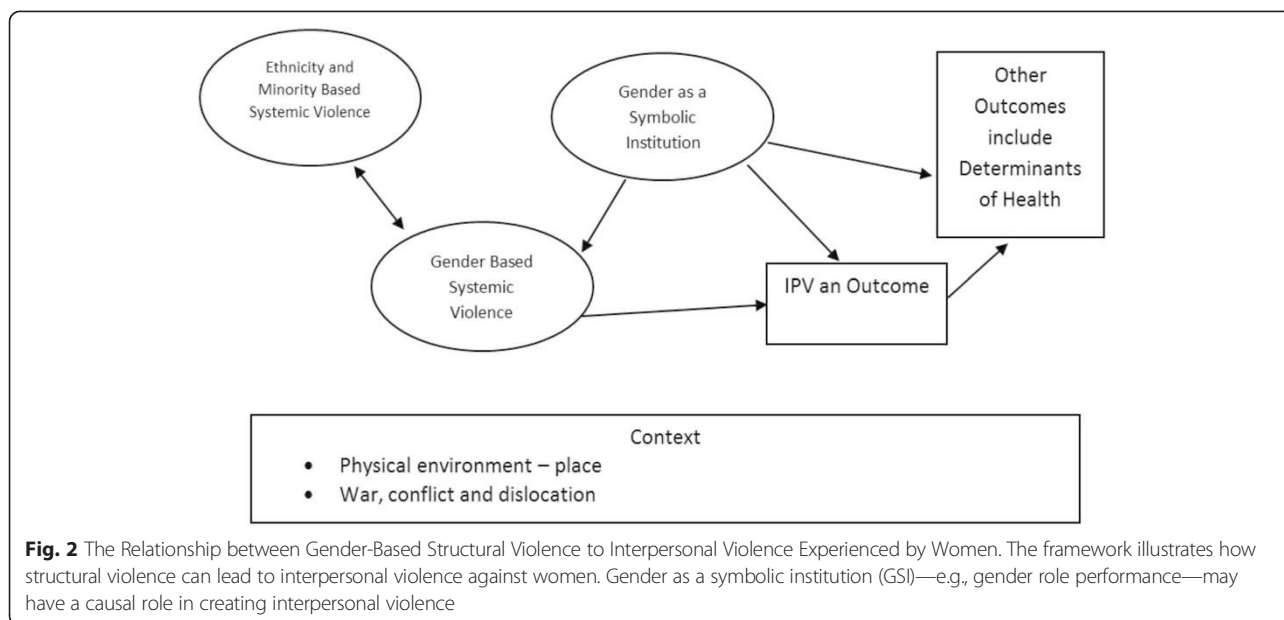 Ethnicity and
Minority Based
Systemic Violence
Gender as a
Symbolic
Institution
Other
Outcomes
include
Determinants
of Health
Gender Based
Systemic
Violence
IPV an Outcome
Context
• Physical environment – place
• War, conflict and dislocation
Fig. 2 The Relationship between Gender-Based Structural Violence to Interpersonal Violence Experienced by Women. The framework illustrates how
structural violence can lead to interpersonal violence against women. Gender as a symbolic institution (GSI)—e.g., gender role performance—may
have a causal role in creating interpersonal violence